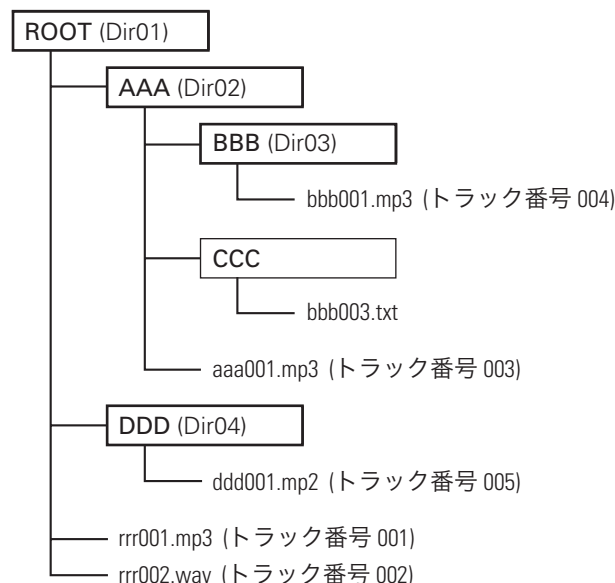 ROOT (Dir01)
AAA (Dir02)
BBB (Dir03)
bbb001.mp3 (トラック番号 004)
CCC
bbb003.txt
aaa001.mp3 (トラック番号 003)
DDD (Dir04)
ddd001.mp2 (トラック番号 005)
rrr001.mp3 (トラック番号 001)
rrr002.wav (トラック番号 002)